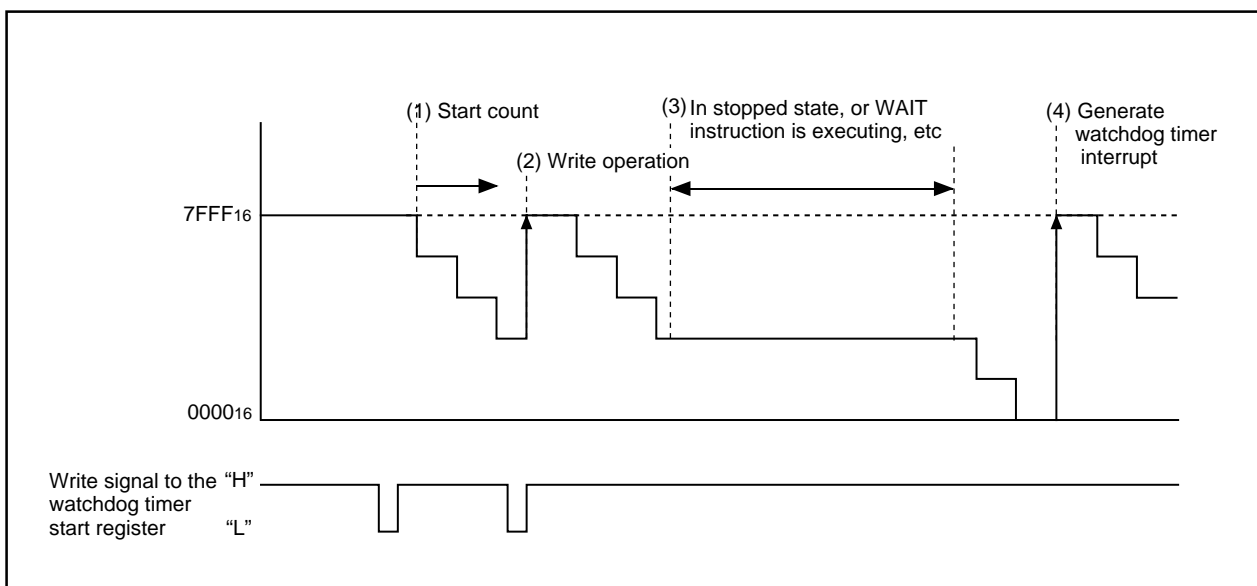 (1) Start count
(2) Write operation
(3) In stopped state, or WAIT
instruction is executing, etc
(4) Generate
watchdog timer
interrupt
7FFF16
000016
Write signal to the “H”
watchdog timer
start register “L”